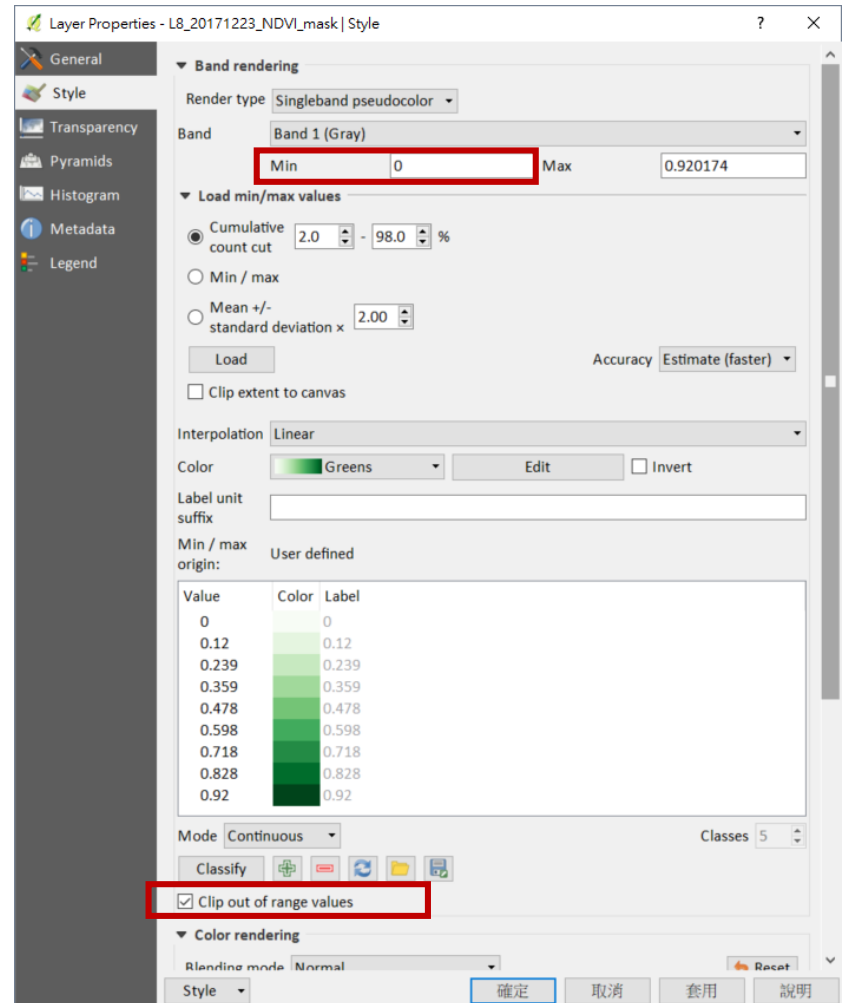 Layer Properties - L8_20171223_NDVI_mask | Style ? ×
General
Style
Transparency
Pyramids
Histogram
Metadata
Legend
Band rendering
Render type Singleband pseudocolor
Band Band 1 (Gray)
Min 0 Max 0.920174
Load min/max values
Cumulative
count cut 2.0 - 98.0 %
Min / max
Mean +/-
standard deviation × 2.00
Load Accuracy Estimate (faster)
Clip extent to canvas
Interpolation Linear
Color Greens Edit Invert
Label unit
suffix
Min / max
origin: User defined
Value Color Label
0 0
0.12 0.12
0.239 0.239
0.359 0.359
0.478 0.478
0.598 0.598
0.718 0.718
0.828 0.828
0.92 0.92
Mode Continuous Classes 5
Classify
Clip out of range values
Color rendering
Blending mode Normal Reset
Style 確定 取消 套用 說明